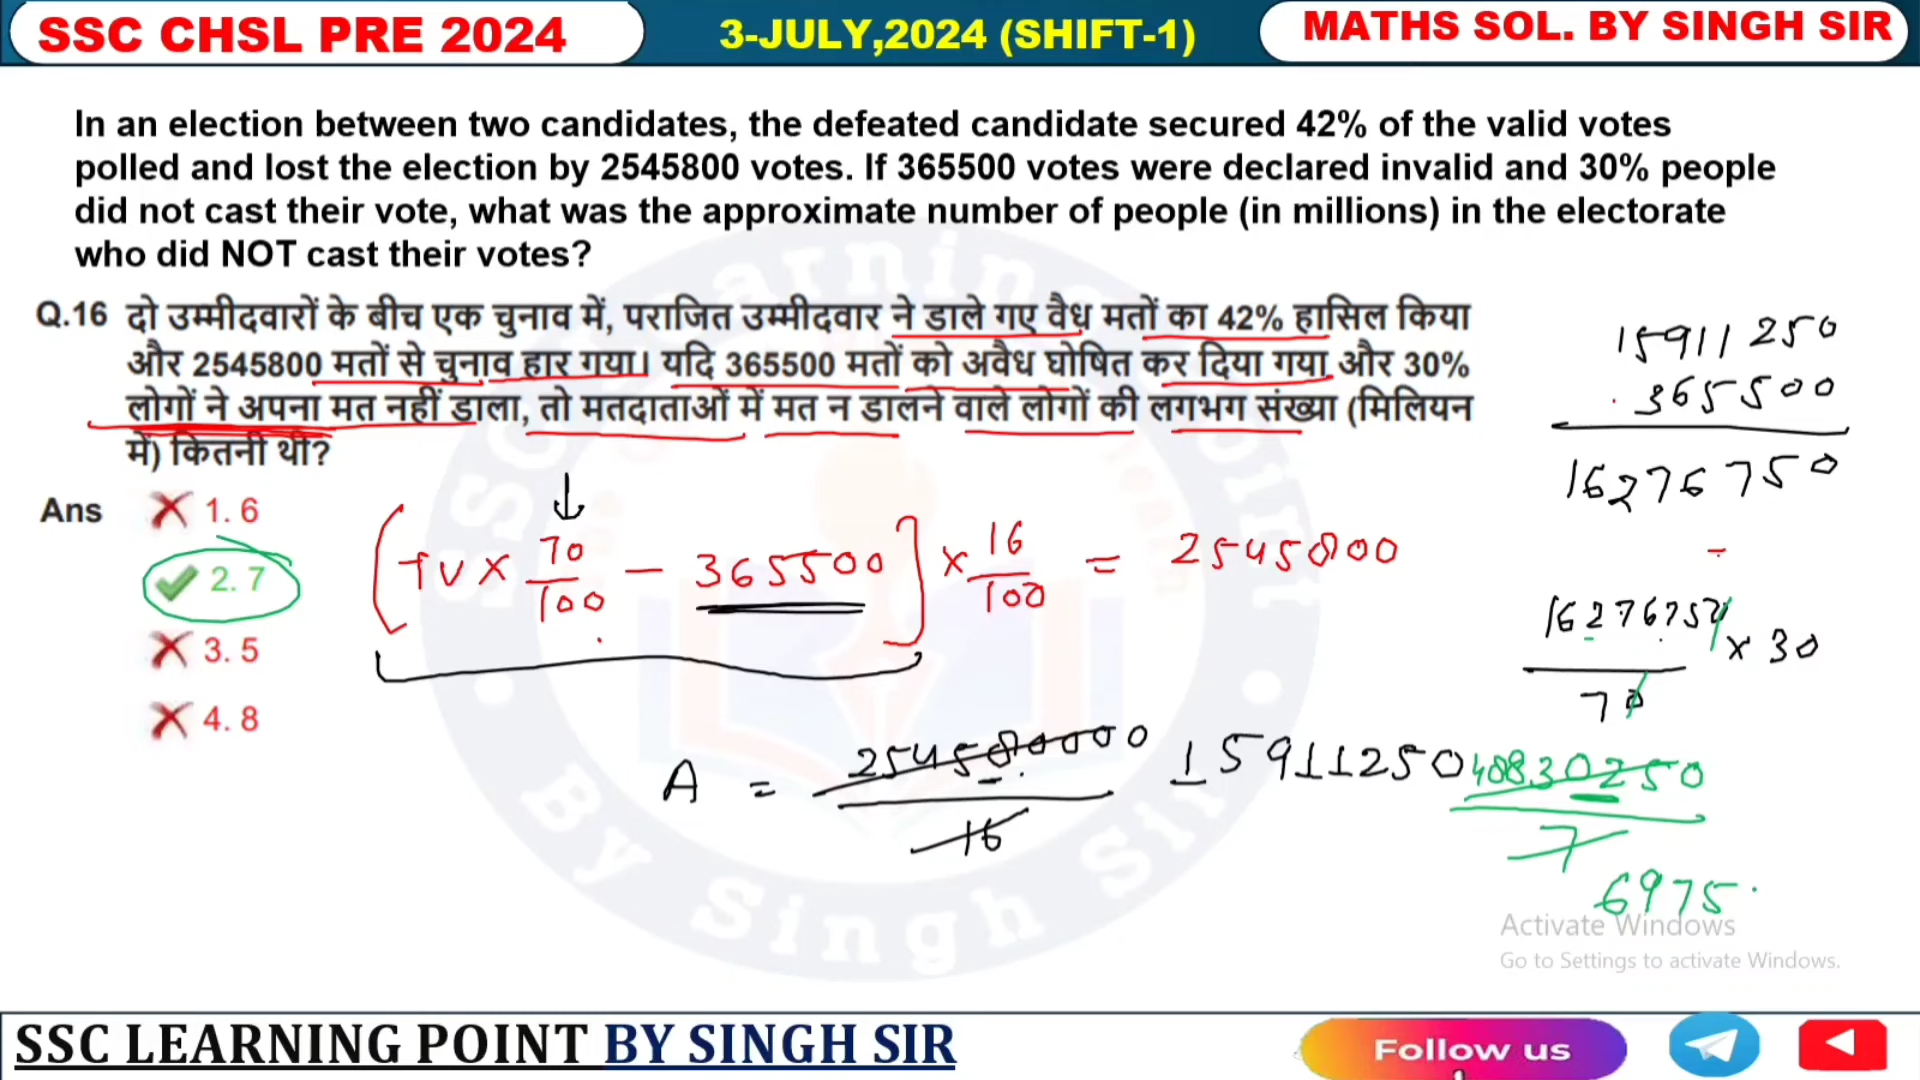 SSC CHSL PRE 2024
3-JULY,2024 (SHIFT-1)
MATHS SOL. BY SINGH SIR
In an election between two candidates, the defeated candidate secured 42% of the valid votes
polled and lost the election by 2545800 votes. If 365500 votes were declared invalid and 30% people
did not cast their vote, what was the approximate number of people (in millions) in the electorate
who did NOT cast their votes?
Q.16 दो उम्मीदवारों के बीच एक चुनाव में, पराजित उम्मीदवार ने डाले गए वैध मतों का 42% हासिल किया
और 2545800 मतों से चुनाव हार गया। यदि 365500 मतों को अवैध घोषित कर दिया गया और 30%
लोगों ने अपना मत नहीं डाला, तो मतदाताओं में मत न डालने वाले लोगों की लगभग संख्या (मिलियन
में) कितनी थी?
Ans 1. 6
2. 7
3. 5
4. 8
[TV × 70/100 − 365500] × 16/100 = 2545800
A = 254580000/16 15911250
15911250
365500
16276750
16276750/70 × 30
48830250/7
6975
By Singh Sir
Activate Windows
Go to Settings to activate Windows.
SSC LEARNING POINT BY SINGH SIR
Follow us